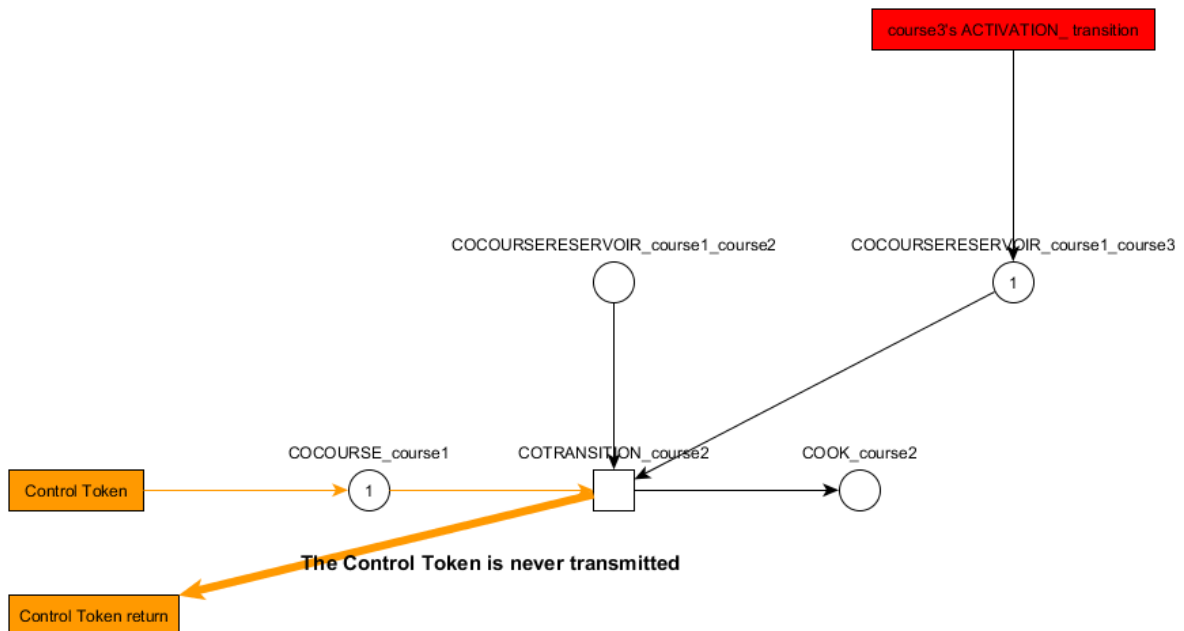 course3's ACTIVATION_ transition
COCOURSERESERVOIR_course1_course2
COCOURSERESERVOIR_course1_course3
1
COCOURSE_course1
COTRANSITION_course2
COOK_course2
Control Token
1
The Control Token is never transmitted
Control Token return